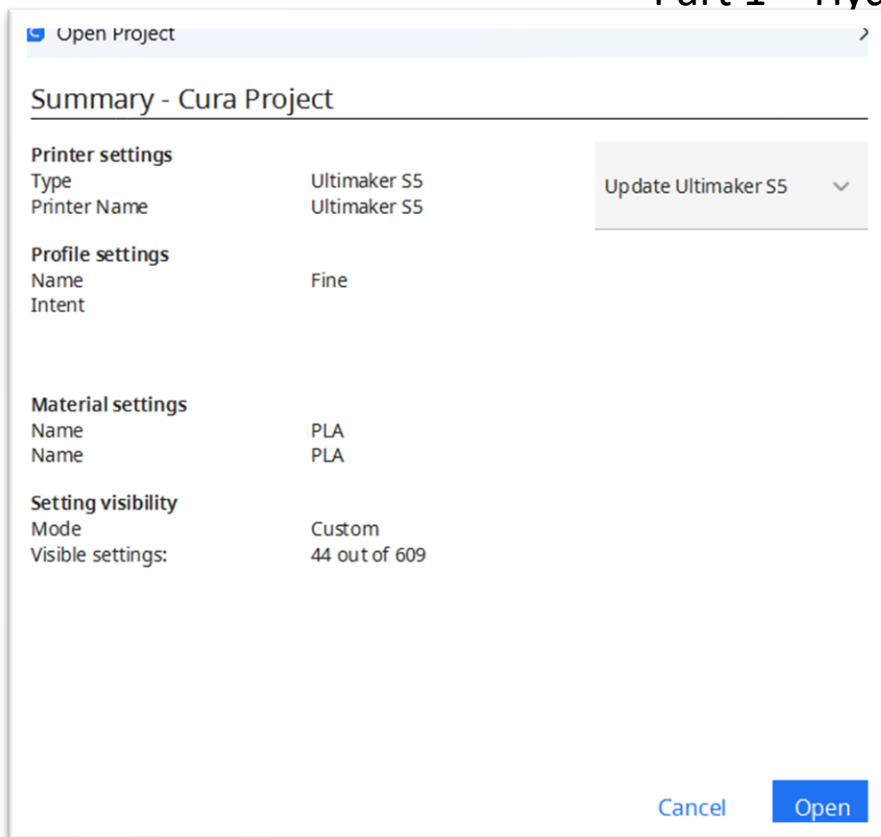 Part 1
Open Project
Summary - Cura Project
Printer settings
Type Ultimaker S5 Update Ultimaker S5
Printer Name Ultimaker S5
Profile settings
Name Fine
Intent
Material settings
Name PLA
Name PLA
Setting visibility
Mode Custom
Visible settings: 44 out of 609
Cancel Open